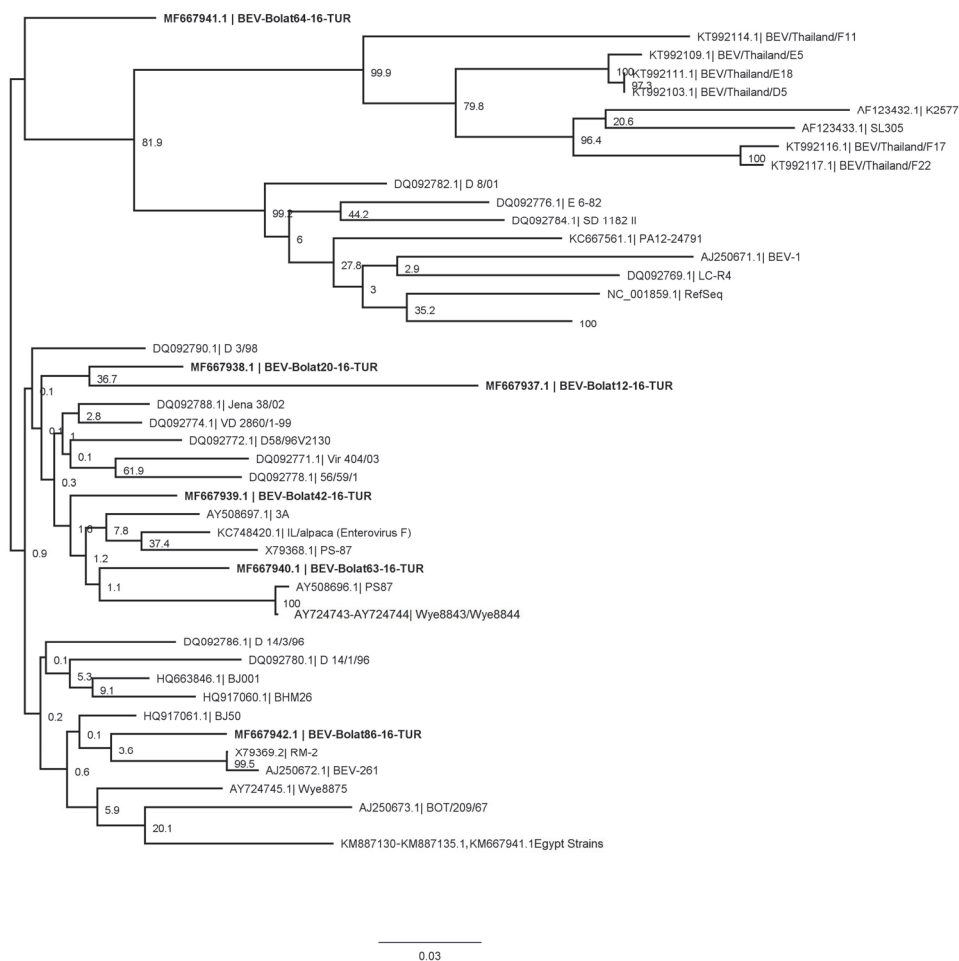 MF667941.1 | BEV-Bolat64-16-TUR
KT992114.1| BEV/Thailand/F11
KT992109.1| BEV/Thailand/E5
99.9
100
KT992111.1| BEV/Thailand/E18
97.3
KT992103.1| BEV/Thailand/D5
79.8
AF123432.1| K2577
20.6
AF123433.1| SL305
81.9
96.4
KT992116.1| BEV/Thailand/F17
100
KT992117.1| BEV/Thailand/F22
DQ092782.1| D 8/01
DQ092776.1| E 6-82
99.2
44.2
DQ092784.1| SD 1182 II
6
KC667561.1| PA12-24791
AJ250671.1| BEV-1
27.8
2.9
DQ092769.1| LC-R4
3
NC_001859.1| RefSeq
35.2
100
DQ092790.1| D 3/98
MF667938.1 | BEV-Bolat20-16-TUR
36.7
MF667937.1 | BEV-Bolat12-16-TUR
0.1
DQ092788.1| Jena 38/02
2.8
DQ092774.1| VD 2860/1-99
0.1
1
DQ092772.1| D58/96V2130
0.1
DQ092771.1| Vir 404/03
61.9
DQ092778.1| 56/59/1
0.3
MF667939.1 | BEV-Bolat42-16-TUR
AY508697.1| 3A
7.8
KC748420.1| IL/alpaca (Enterovirus F)
37.4
X79368.1| PS-87
0.9
1.2
MF667940.1 | BEV-Bolat63-16-TUR
1.1
AY508696.1| PS87
100
AY724743-AY724744| Wye8843/Wye8844
DQ092786.1| D 14/3/96
0.1
DQ092780.1| D 14/1/96
5.3
HQ663846.1| BJ001
9.1
HQ917060.1| BHM26
0.2
HQ917061.1| BJ50
0.1
MF667942.1 | BEV-Bolat86-16-TUR
3.6
X79369.2| RM-2
99.5
AJ250672.1| BEV-261
0.6
AY724745.1| Wye8875
5.9
AJ250673.1| BOT/209/67
20.1
KM887130-KM887135.1,KM667941.1Egypt Strains
0.03